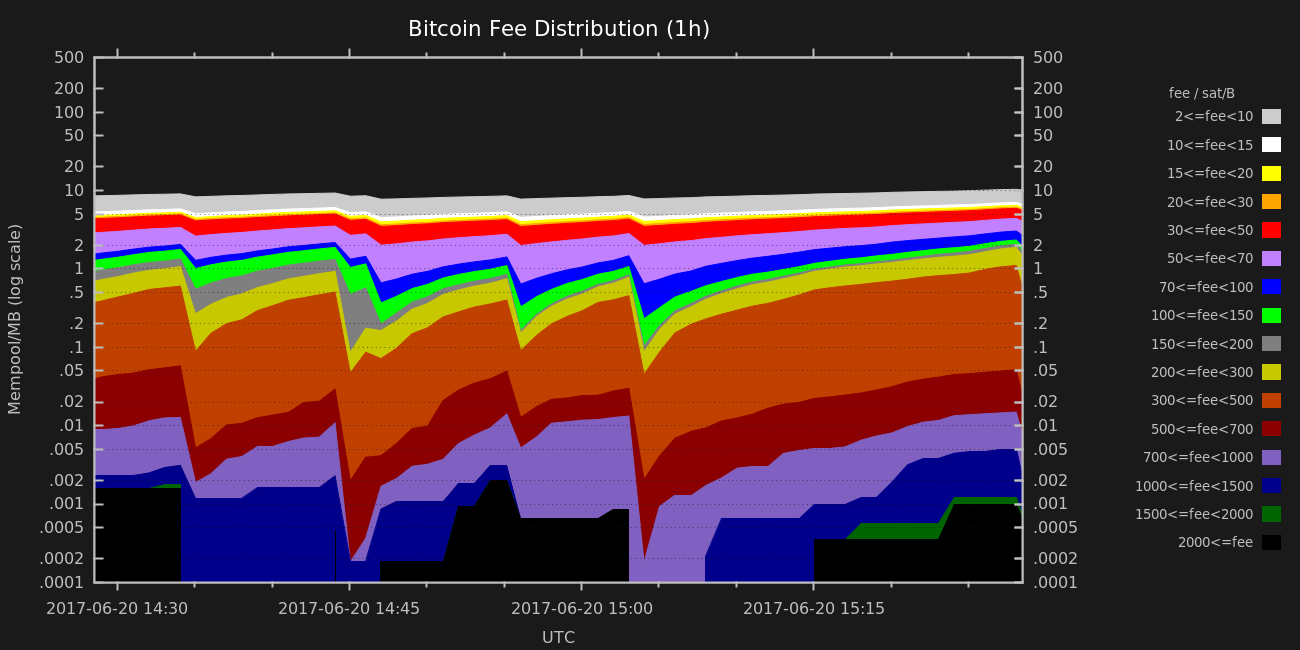 Bitcoin Fee Distribution (1h)
500
200
100
50
20
10
5
2
1
.5
.2
.1
.05
.02
.01
.005
.002
.001
.0005
.0002
.0001
Mempool/MB (log scale)
500
200
100
50
20
10
5
2
1
.5
.2
.1
.05
.02
.01
.005
.002
.001
.0005
.0002
.0001
2017-06-20 14:30 2017-06-20 14:45 2017-06-20 15:00 2017-06-20 15:15
UTC
fee / sat/B
2<=fee<10
10<=fee<15
15<=fee<20
20<=fee<30
30<=fee<50
50<=fee<70
70<=fee<100
100<=fee<150
150<=fee<200
200<=fee<300
300<=fee<500
500<=fee<700
700<=fee<1000
1000<=fee<1500
1500<=fee<2000
2000<=fee